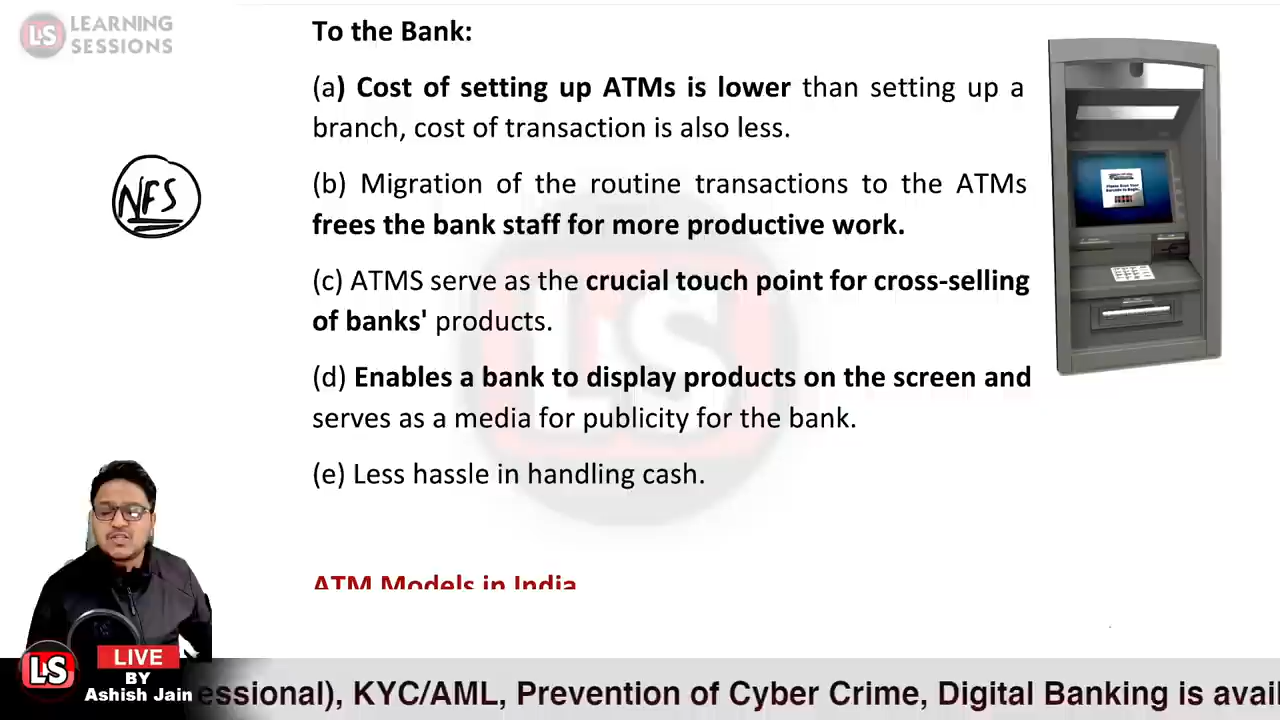 LS LEARNING
SESSIONS
To the Bank:
(a) Cost of setting up ATMs is lower than setting up a
branch, cost of transaction is also less.
NFS
(b) Migration of the routine transactions to the ATMs
frees the bank staff for more productive work.
(c) ATMS serve as the crucial touch point for cross-selling
of banks' products.
(d) Enables a bank to display products on the screen and
serves as a media for publicity for the bank.
(e) Less hassle in handling cash.
ATM Models in India
LS
LIVE
BY
Ashish Jain
essional), KYC/AML, Prevention of Cyber Crime, Digital Banking is avail